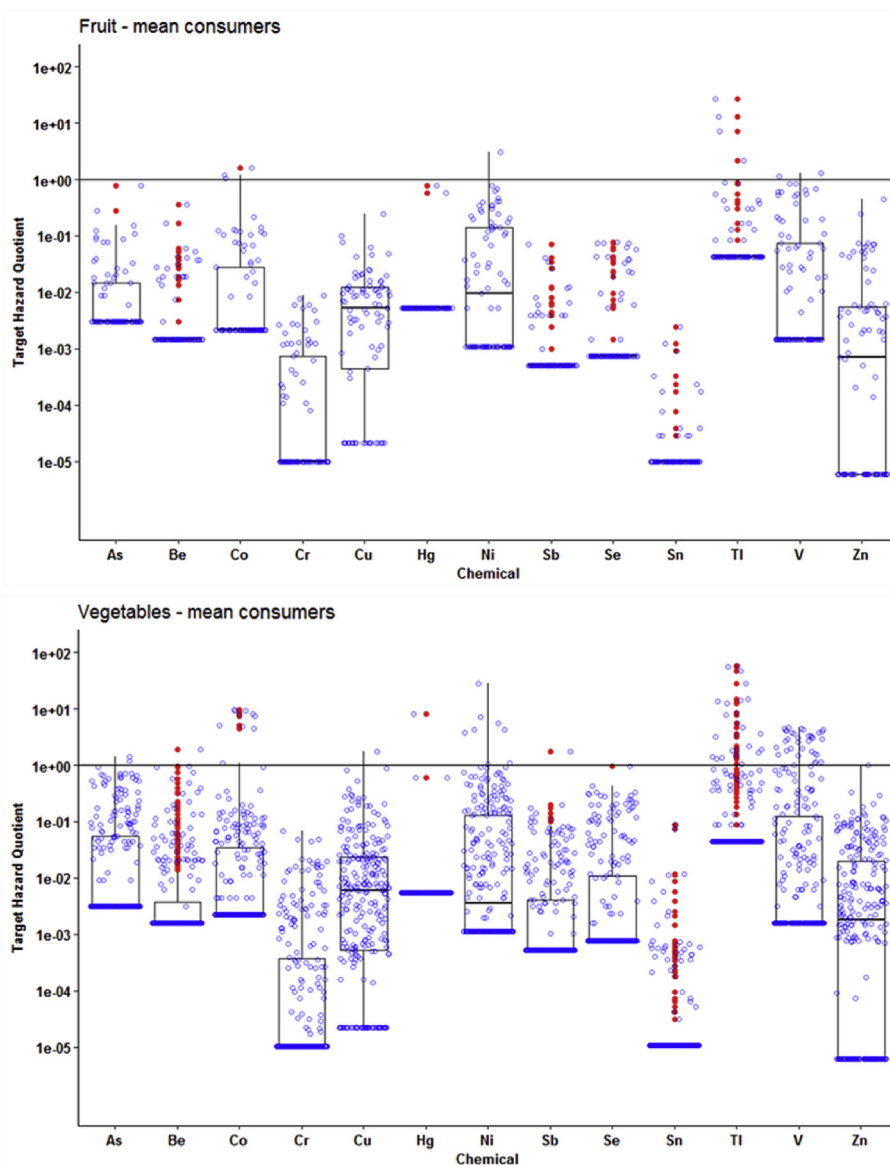 Fruit - mean consumers
1e+02
1e+01
1e+00
1e-01
1e-02
1e-03
1e-04
1e-05
Target Hazard Quotient
As Be Co Cr Cu Hg Ni Sb Se Sn Tl V Zn
Chemical
Vegetables - mean consumers
1e+02
1e+01
1e+00
1e-01
1e-02
1e-03
1e-04
1e-05
Target Hazard Quotient
As Be Co Cr Cu Hg Ni Sb Se Sn Tl V Zn
Chemical